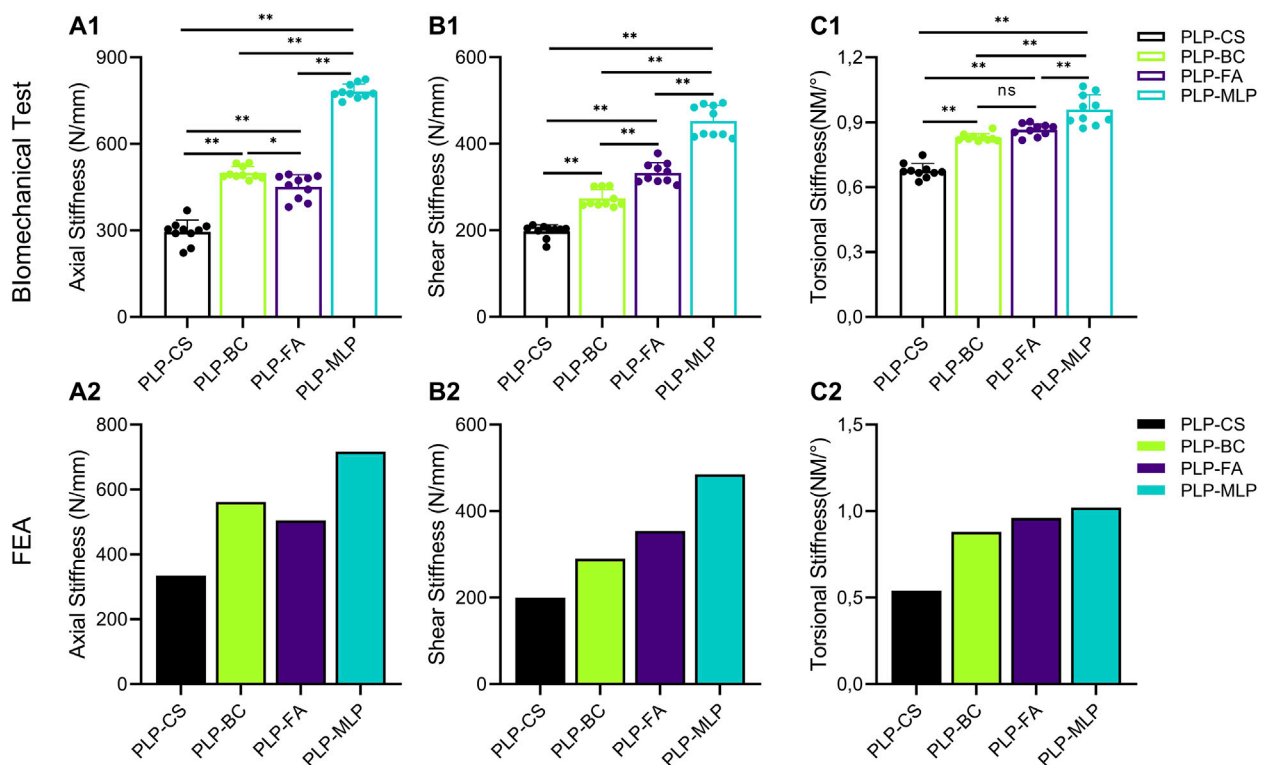 A1
B1
C1
BIomechanical Test
Axial Stiffness (N/mm)
900
600
300
0
**
**
**
**
**
*
PLP-CS
PLP-BC
PLP-FA
PLP-MLP
Shear Stiffness (N/mm)
600
400
200
0
**
**
**
**
**
**
PLP-CS
PLP-BC
PLP-FA
PLP-MLP
Torsional Stiffness(NM/°)
1,2
0.9
0.6
0.3
0,0
**
**
**
**
ns
**
PLP-CS
PLP-BC
PLP-FA
PLP-MLP
PLP-CS
PLP-BC
PLP-FA
PLP-MLP
A2
B2
C2
FEA
Axial Stiffness (N/mm)
800
600
400
200
0
PLP-CS
PLP-BC
PLP-FA
PLP-MLP
Shear Stiffness (N/mm)
600
400
200
0
PLP-CS
PLP-BC
PLP-FA
PLP-MLP
Torsional Stiffness(NM/°)
1,5
1.0
0.5
0,0
PLP-CS
PLP-BC
PLP-FA
PLP-MLP
PLP-CS
PLP-BC
PLP-FA
PLP-MLP